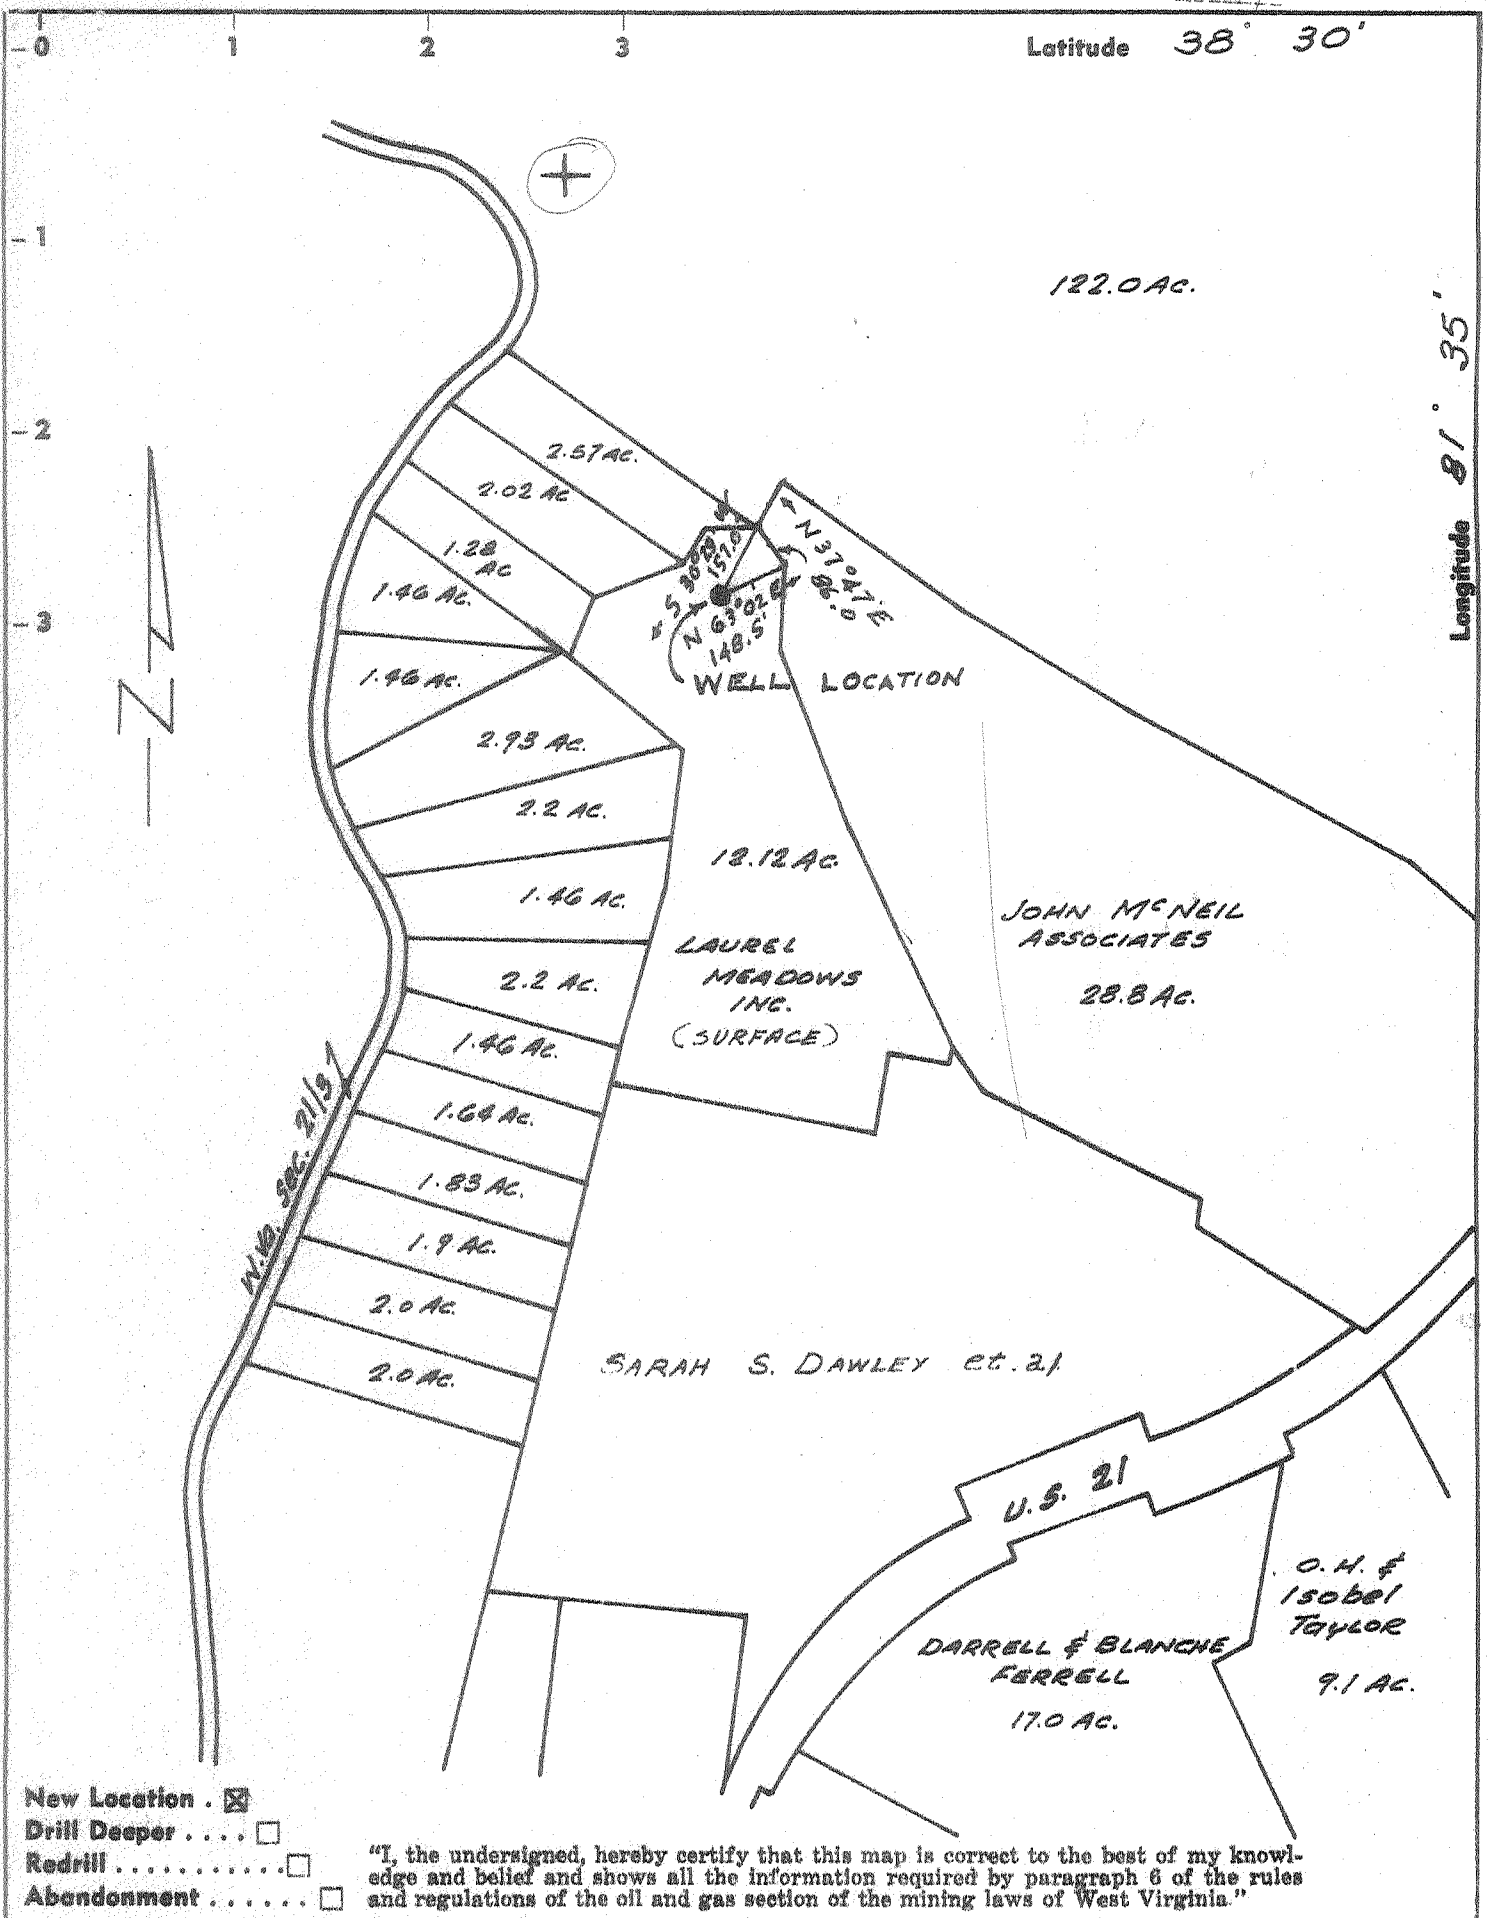 0 1 2 3 Latitude 38° 30'
1
2
3
122.0 Ac.
Longitude 81° 35'
2.57 Ac.
2.02 Ac
1.28
Ac
1.46 Ac.
1.46 Ac.
2.93 Ac.
2.2 Ac.
1.46 Ac.
2.2 Ac.
1.46 Ac.
1.64 Ac.
1.83 Ac.
1.9 Ac.
2.0 Ac.
2.0 Ac.
157.0'
N 37° 47' E
86.0
N 63° 02' E
148.5'
WELL LOCATION
N
12.12 Ac.
LAUREL
MEADOWS
INC.
(SURFACE)
JOHN McNEIL
ASSOCIATES
28.8 Ac.
W.Va. Sec. 21/3
SARAH S. DAWLEY et. al
U.S. 21
O.H. &
Isobel
Taylor
9.1 Ac.
DARRELL & BLANCHE
FERRELL
17.0 Ac.
New Location . ☒
Drill Deeper . . . . ☐
Redrill . . . . . . . . . . . ☐
Abandonment . . . . . . ☐
"I, the undersigned, hereby certify that this map is correct to the best of my knowl-
edge and belief and shows all the information required by paragraph 6 of the rules
and regulations of the oil and gas section of the mining laws of West Virginia."